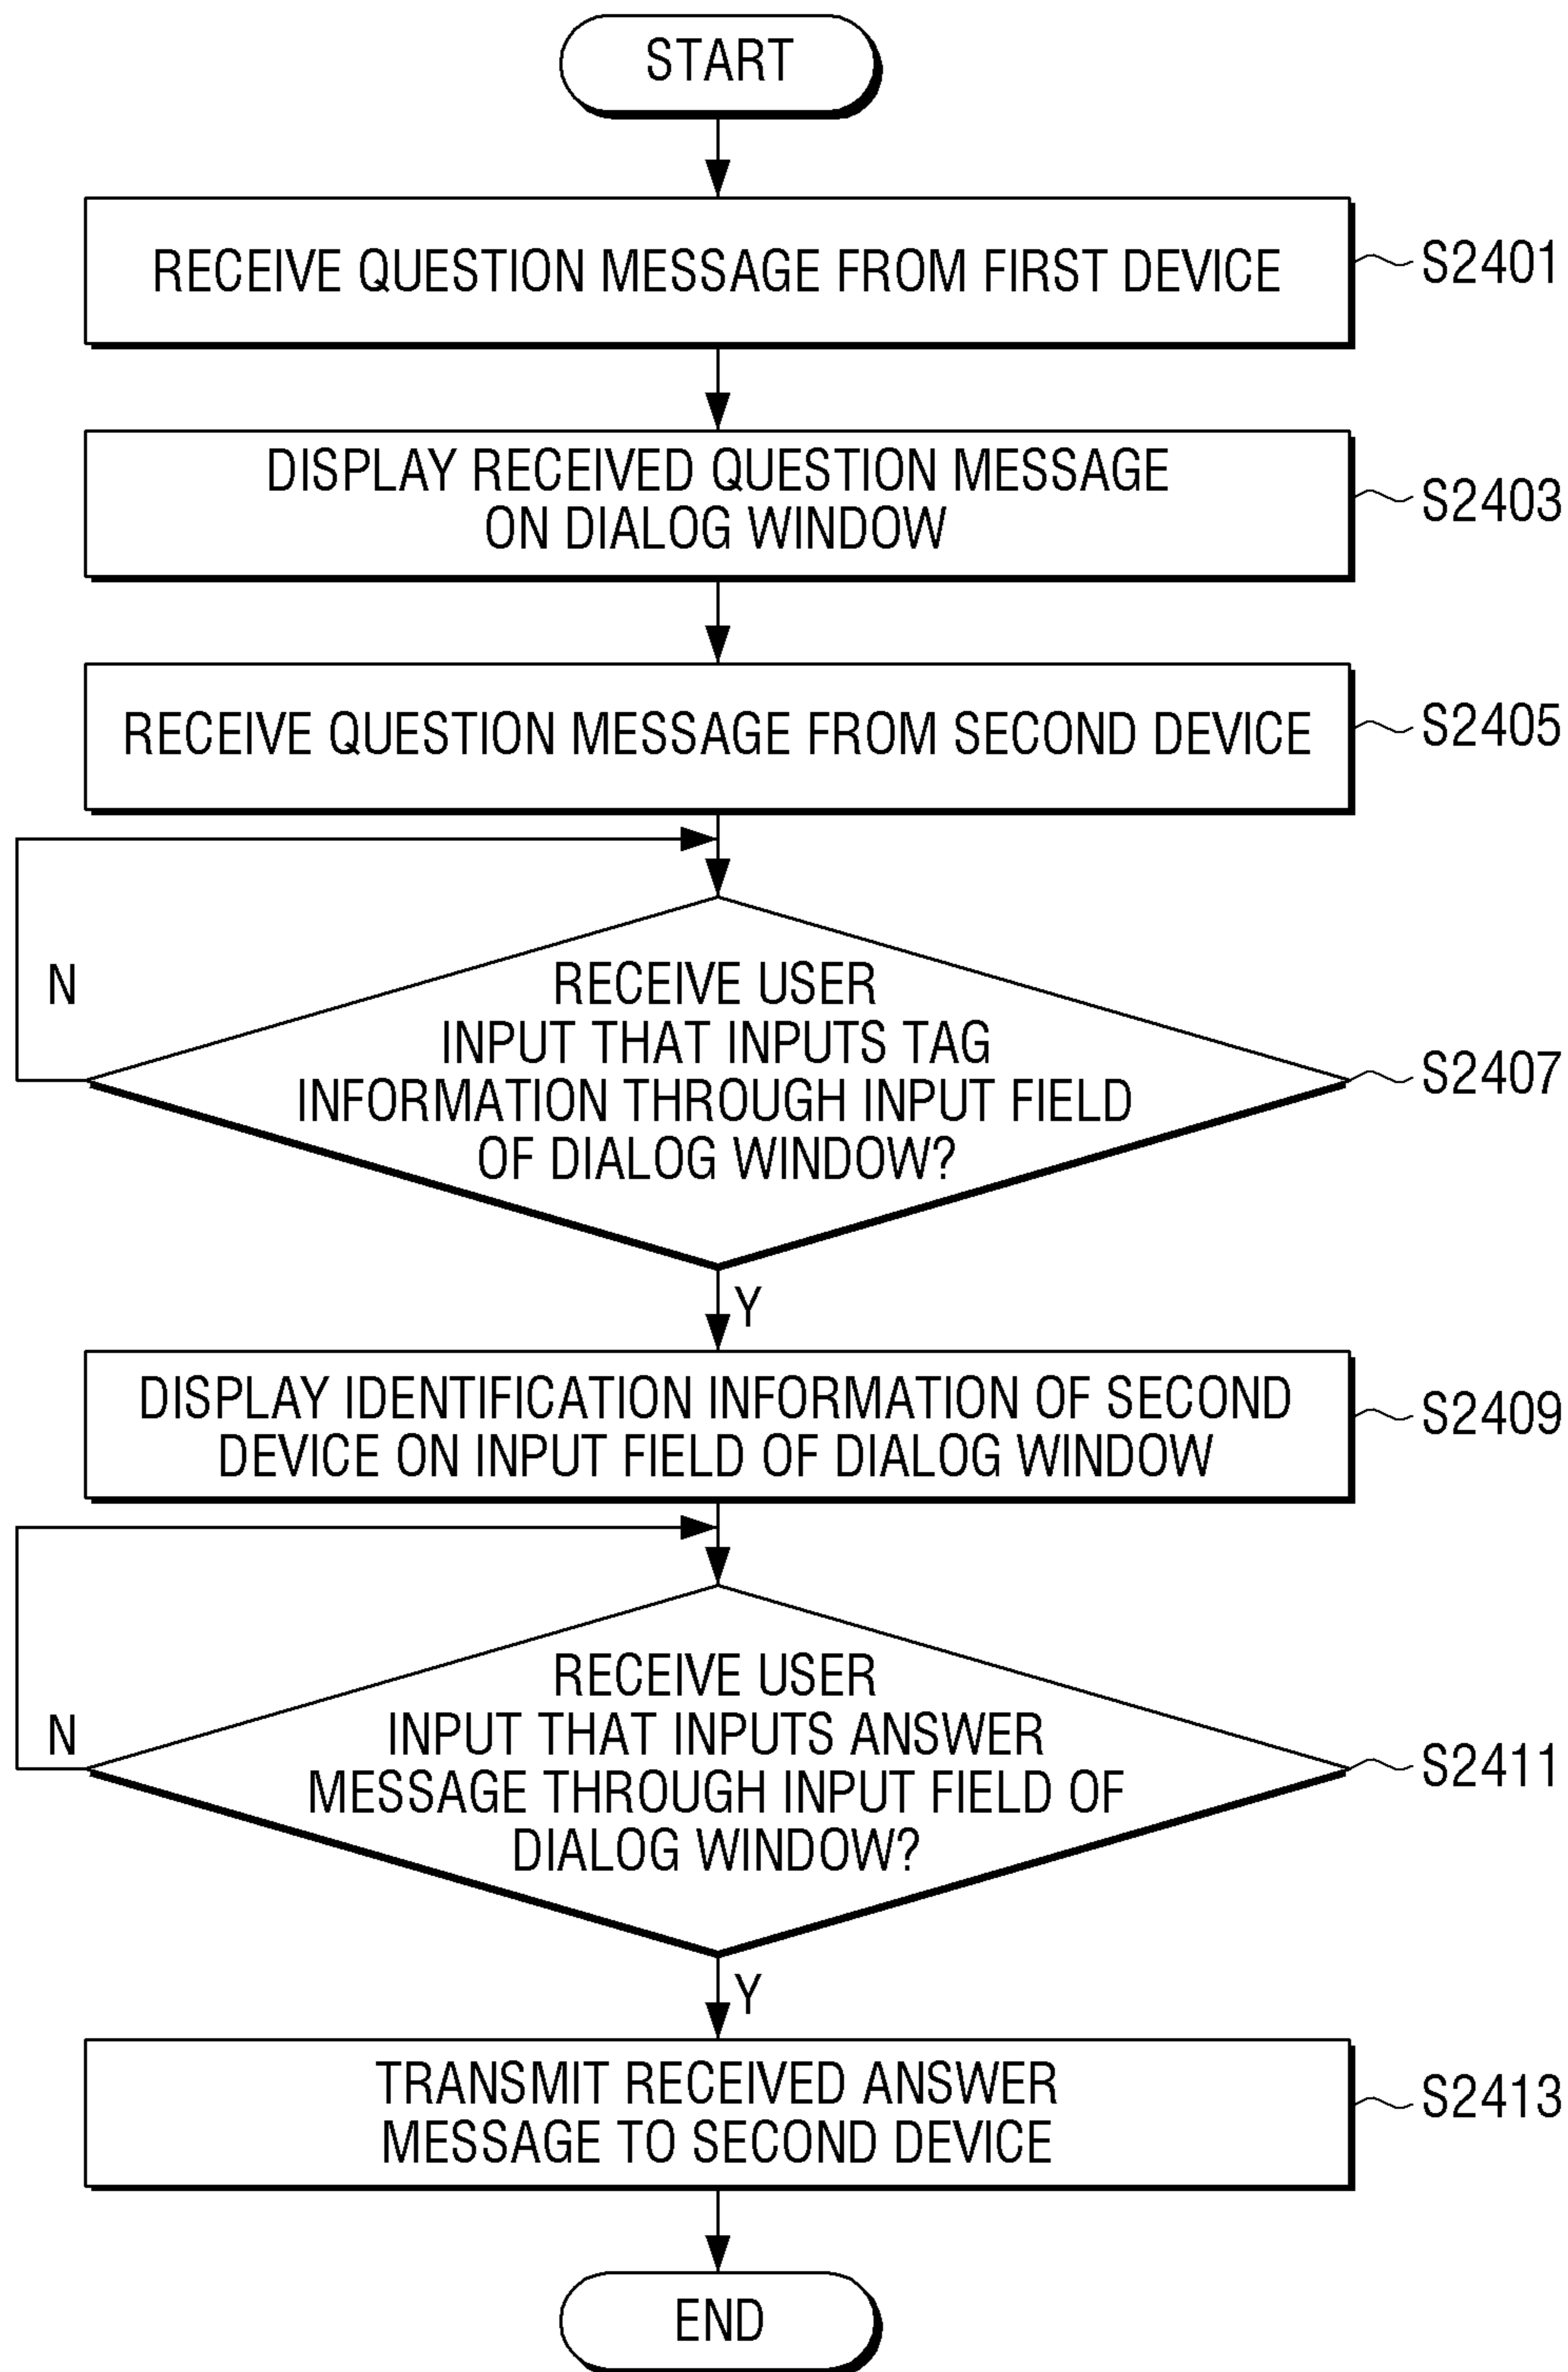 START
RECEIVE QUESTION MESSAGE FROM FIRST DEVICE
S2401
DISPLAY RECEIVED QUESTION MESSAGE
ON DIALOG WINDOW
S2403
RECEIVE QUESTION MESSAGE FROM SECOND DEVICE
S2405
N
RECEIVE USER
INPUT THAT INPUTS TAG
INFORMATION THROUGH INPUT FIELD
OF DIALOG WINDOW?
S2407
Y
DISPLAY IDENTIFICATION INFORMATION OF SECOND
DEVICE ON INPUT FIELD OF DIALOG WINDOW
S2409
N
RECEIVE USER
INPUT THAT INPUTS ANSWER
MESSAGE THROUGH INPUT FIELD OF
DIALOG WINDOW?
S2411
Y
TRANSMIT RECEIVED ANSWER
MESSAGE TO SECOND DEVICE
S2413
END